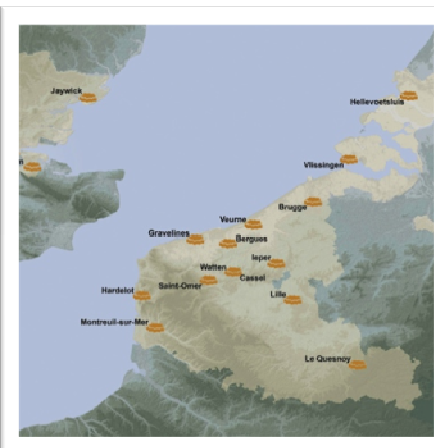 Jaywick
Hellevoetsluis
Vlissingen
Brugge
Veurne
Gravelines
Bergues
Ieper
Watten
Cassel
Saint-Omer
Hardelot
Lille
Montreuil-sur-Mer
Le Quesnoy